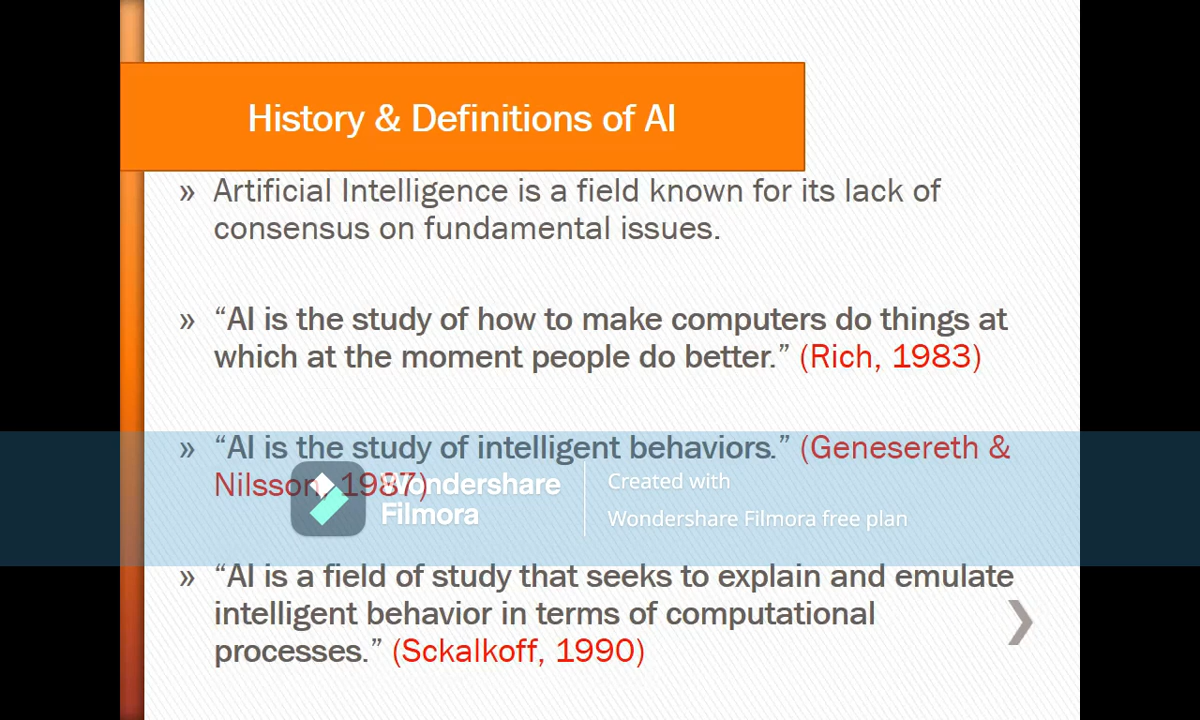 History & Definitions of AI
» Artificial Intelligence is a field known for its lack of
consensus on fundamental issues.
» “AI is the study of how to make computers do things at
which at the moment people do better.” (Rich, 1983)
» “AI is the study of intelligent behaviors.” (Genesereth &
Nilsson, 1987)
Wondershare
Filmora
Created with
Wondershare Filmora free plan
» “AI is a field of study that seeks to explain and emulate
intelligent behavior in terms of computational
processes.” (Sckalkoff, 1990)